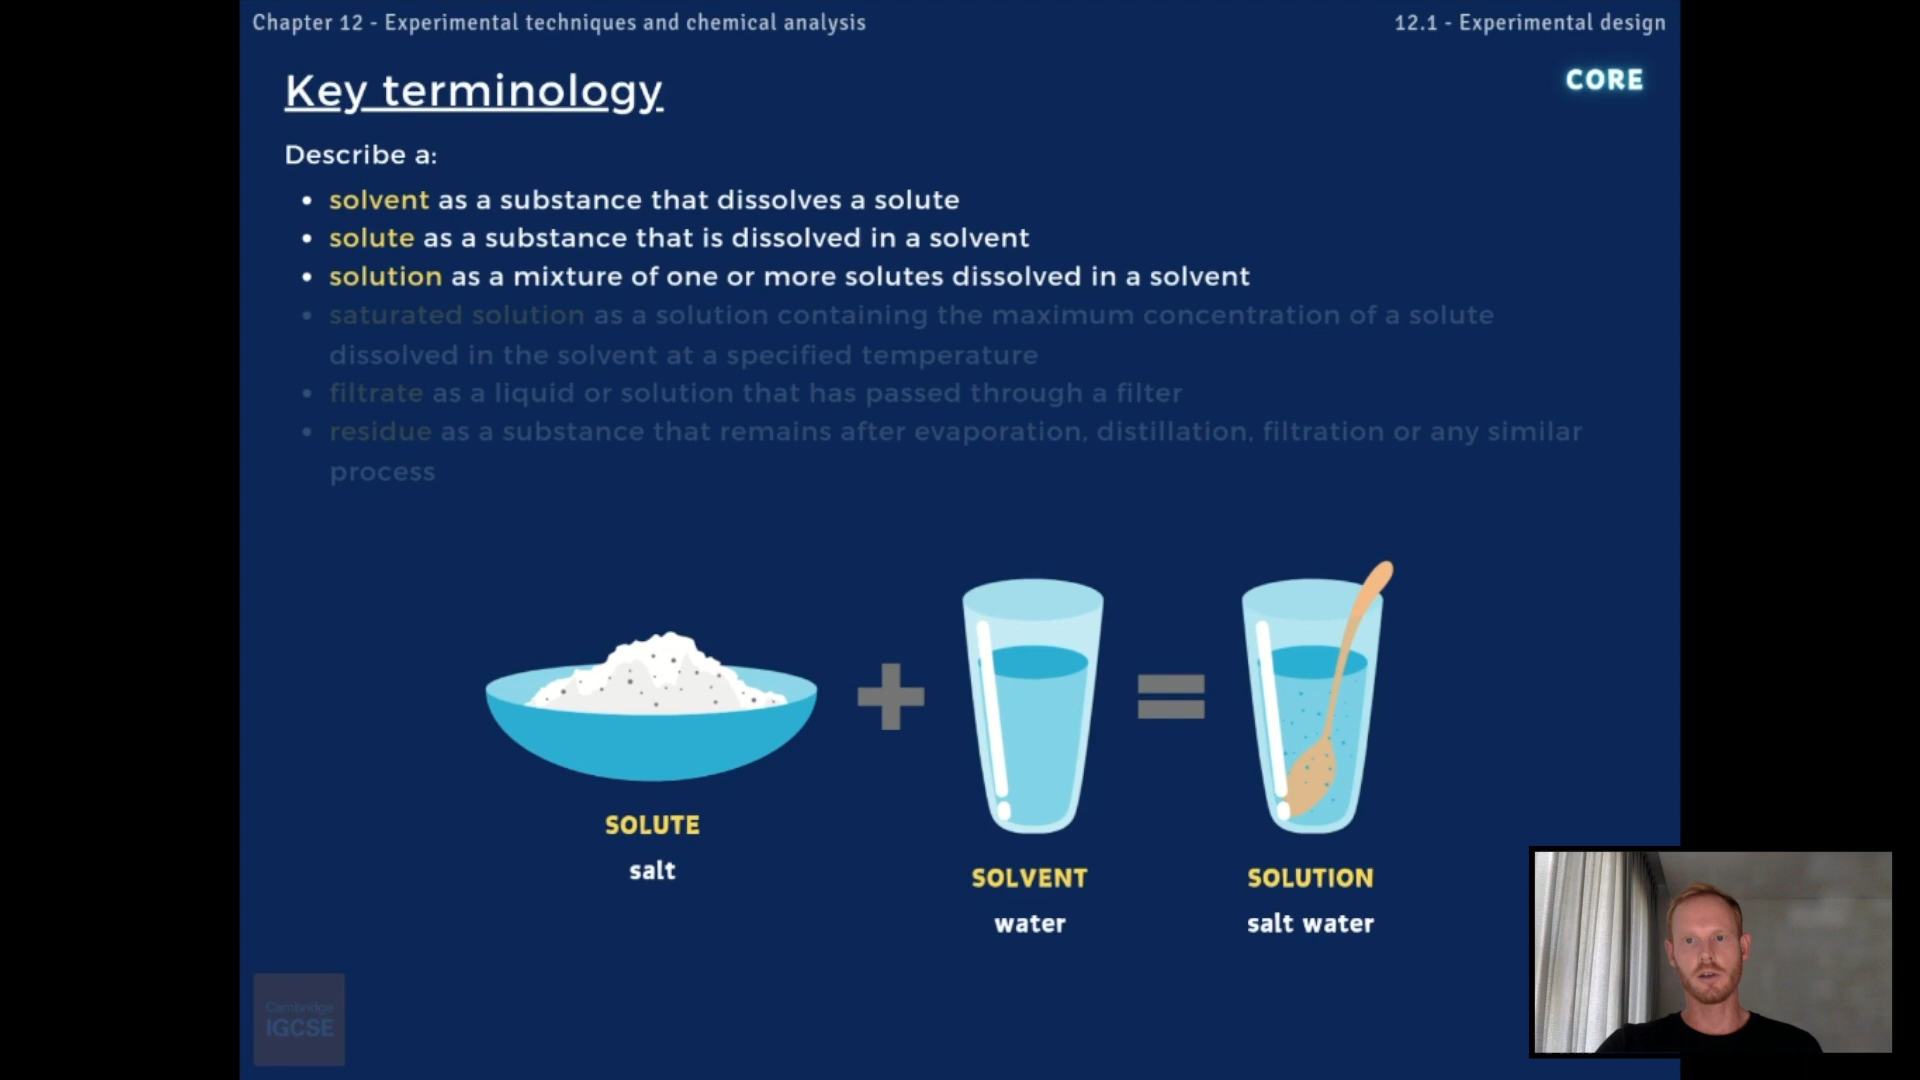 Chapter 12 - Experimental techniques and chemical analysis
12.1 - Experimental design
CORE
Key terminology
Describe a:
• solvent as a substance that dissolves a solute
• solute as a substance that is dissolved in a solvent
• solution as a mixture of one or more solutes dissolved in a solvent
• saturated solution as a solution containing the maximum concentration of a solute
dissolved in the solvent at a specified temperature
• filtrate as a liquid or solution that has passed through a filter
• residue as a substance that remains after evaporation, distillation, filtration or any similar
process
SOLUTE
salt
SOLVENT
water
SOLUTION
salt water
Cambridge
IGCSE